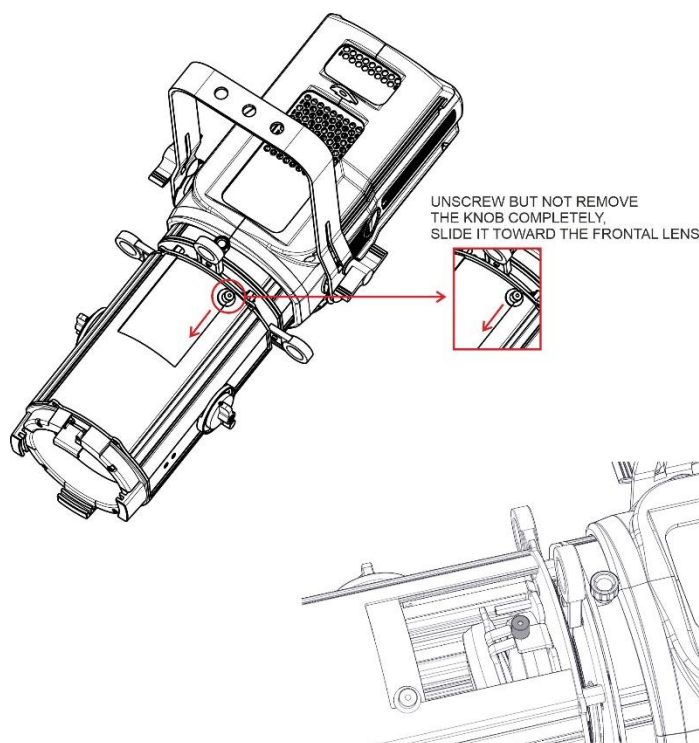 UNSCREW BUT NOT REMOVE
THE KNOB COMPLETELY,
SLIDE IT TOWARD THE FRONTAL LENS